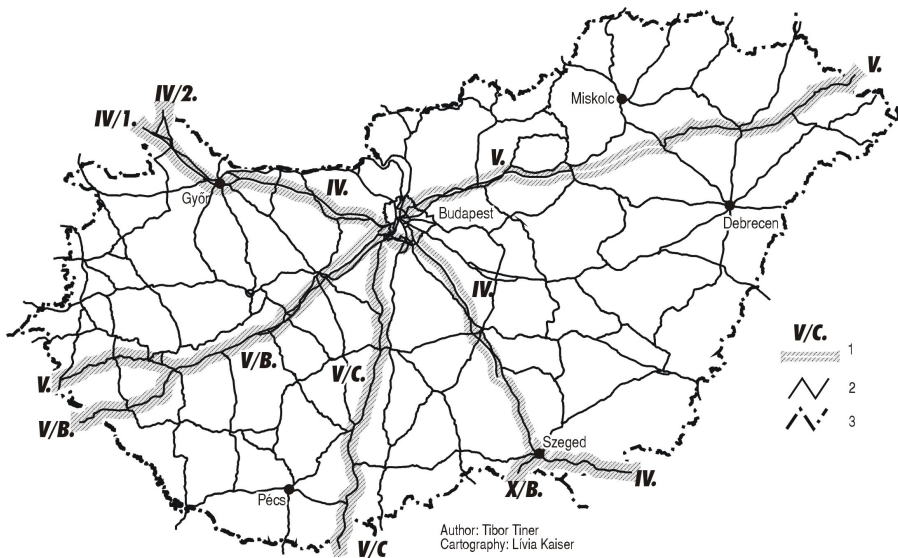 IV/2.
IV/1.
V.
Miskolc
V.
IV.
Győr
Budapest
Debrecen
IV.
V/C.
1
V/B.
V/C.
V.
2
V/B.
3
Szeged
X/B.
IV.
Pécs
V/C
Author: Tibor Tiner
Cartography: Lívia Kaiser